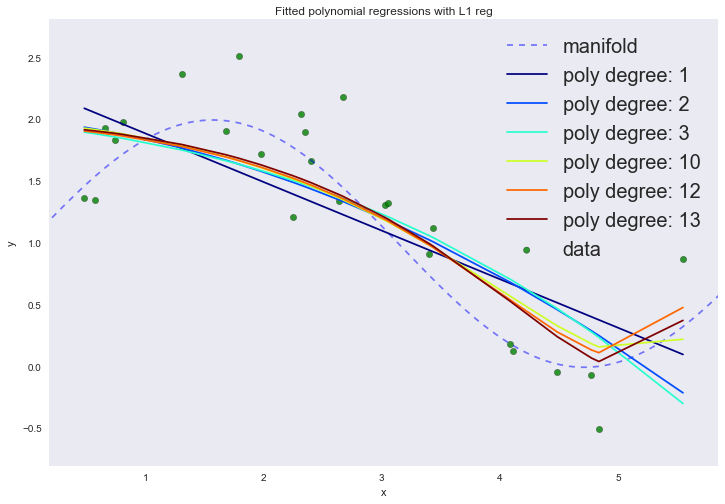 Fitted polynomial regressions with L1 reg
manifold
poly degree: 1
poly degree: 2
poly degree: 3
poly degree: 10
poly degree: 12
poly degree: 13
data
2.5
2.0
1.5
1.0
0.5
0.0
−0.5
y
1 2 3 4 5
x